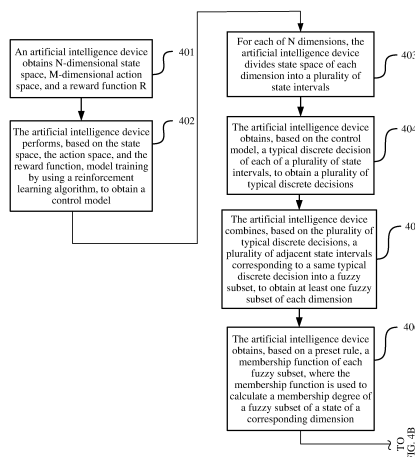 An artificial intelligence device
obtains N-dimensional state
space, M-dimensional action
space, and a reward function R
401
The artificial intelligence device
performs, based on the state
space, the action space, and the
reward function, model training
by using a reinforcement
learning algorithm, to obtain a
control model
402
For each of N dimensions, the
artificial intelligence device
divides state space of each
dimension into a plurality of
state intervals
403
The artificial intelligence device
obtains, based on the control
model, a typical discrete decision
of each of a plurality of state
intervals, to obtain a plurality of
typical discrete decisions
404
The artificial intelligence device
combines, based on the plurality of
typical discrete decisions, a
plurality of adjacent state intervals
corresponding to a same typical
discrete decision into a fuzzy
subset, to obtain at least one fuzzy
subset of each dimension
The artificial intelligence device
obtains, based on a preset rule, a
membership function of each
fuzzy subset, where the
membership function is used to
calculate a membership degree of
a fuzzy subset of a state of a
corresponding dimension
TO
FIG. 4B